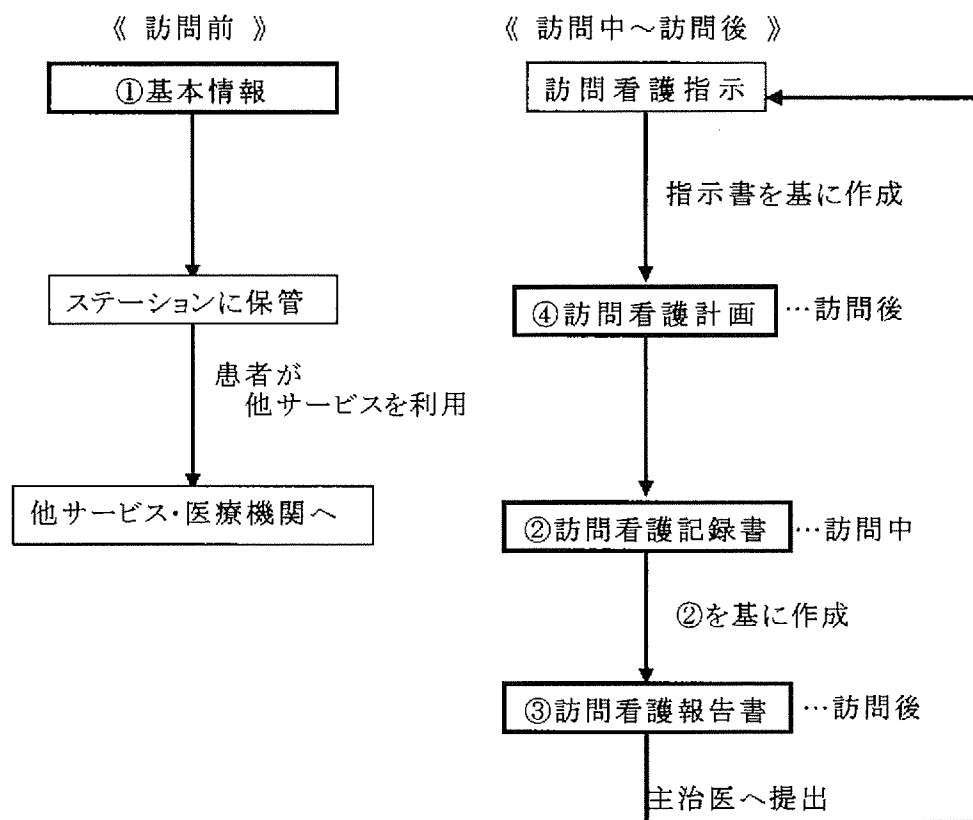 《 訪問前 》
①基本情報
ステーションに保管
患者が
他サービスを利用
他サービス・医療機関へ
《 訪問中～訪問後 》
訪問看護指示
指示書を基に作成
④訪問看護計画
…訪問後
②訪問看護記録書
…訪問中
②を基に作成
③訪問看護報告書
…訪問後
主治医へ提出